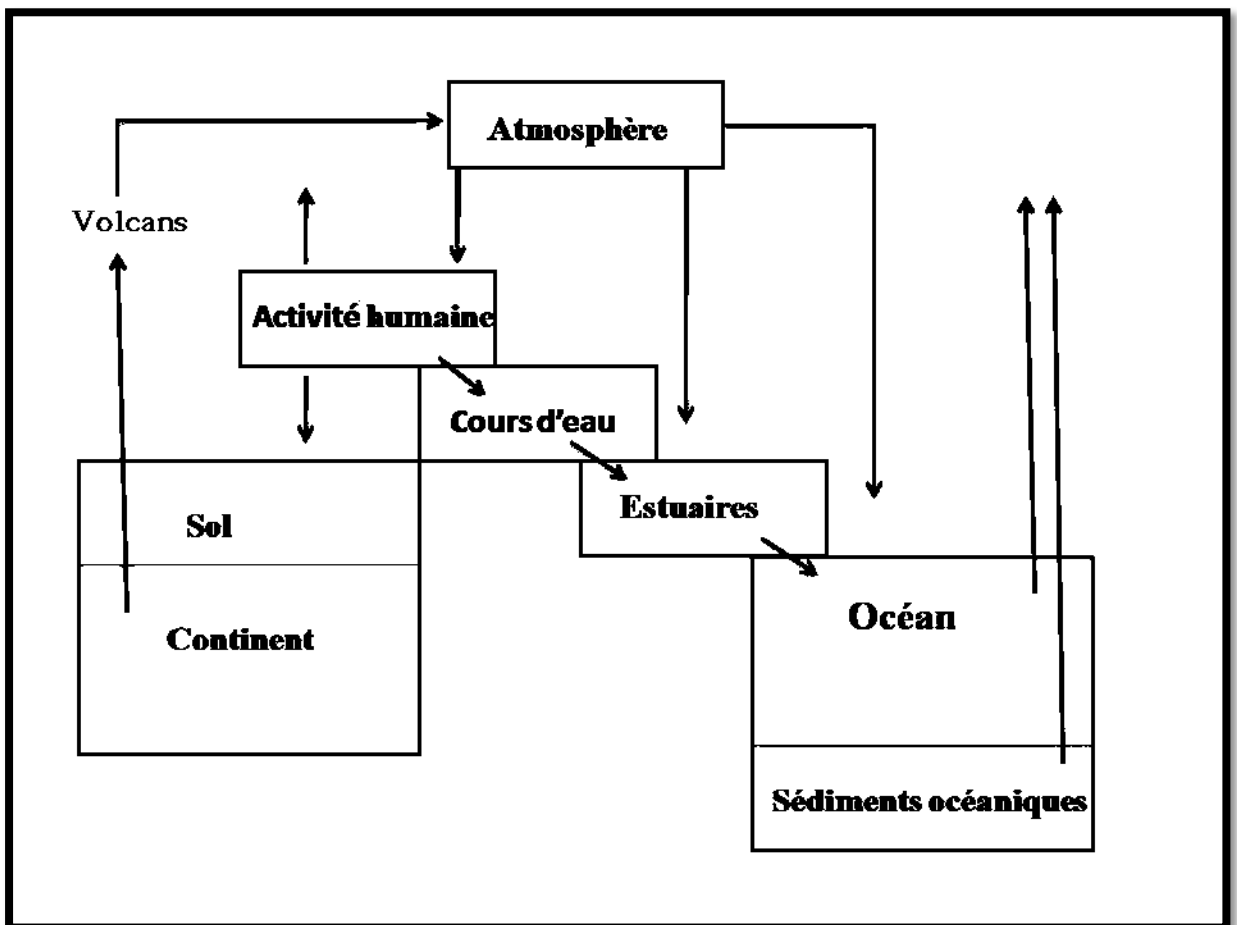 Atmosphère
Volcans
Activité humaine
Cours d'eau
Estuaires
Sol
Océan
Continent
Sédiments océaniques